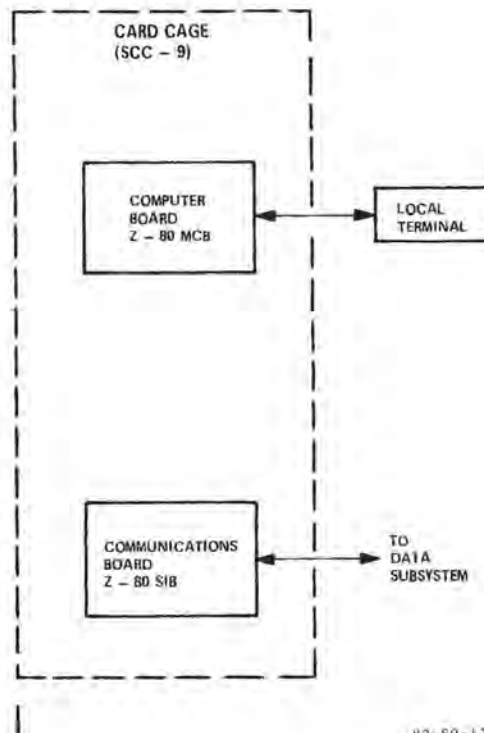 CARD CAGE
(SCC - 9)
COMPUTER
BOARD
Z - 80 MCB
LOCAL
TERMINAL
COMMUNICATIONS
BOARD
Z - 80 SIB
TO
DATA
SUBSYSTEM